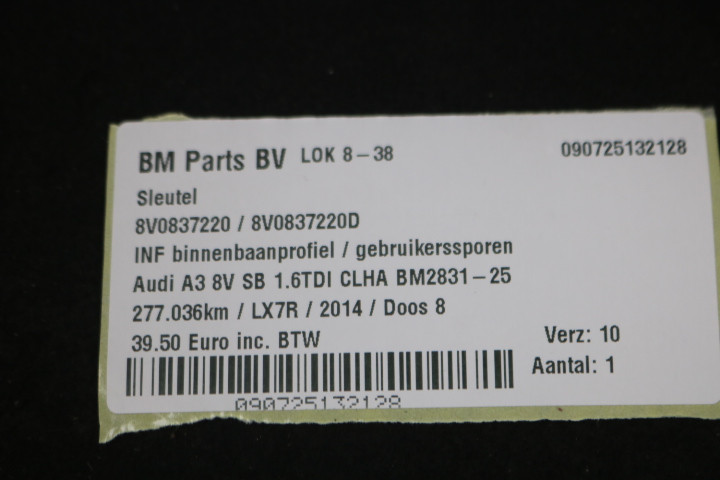 BM Parts BV LOK 8-38 090725132128
Sleutel
8V0837220 / 8V0837220D
INF binnenbaanprofiel / gebruikerssporen
Audi A3 8V SB 1.6TDI CLHA BM2831-25
277.036km / LX7R / 2014 / Doos 8
39.50 Euro inc. BTW Verz: 10
Aantal: 1
090725132128